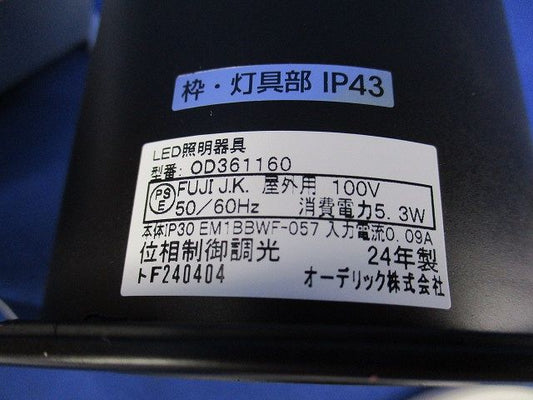 枠・灯具部 IP43
LED照明器具
型番: OD361160
PS E FUJI J.K. 屋外用 100V
50/60Hz 消費電力5.3W
本体IP30 EM1BBWF-057 入力電流0.09A
位相制御調光 24年製
トF240404 オーデリック株式会社